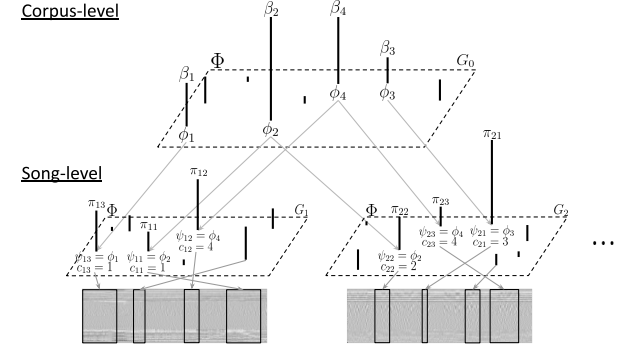 Corpus-level
β₂
β₄
β₃
Φ
G₀
β₁
ϕ₄
ϕ₃
ϕ₁
ϕ₂
π₂₁
Song-level
π₁₂
π₁₃
Φ
π₁₁
G₁
ψ₁₂ = ϕ₄
c₁₂ = 4
ψ₁₃ = ϕ₁
c₁₃ = 1
ψ₁₁ = ϕ₂
c₁₁ = 1
Φ
π₂₂
π₂₃
G₂
ψ₂₃ = ϕ₄
c₂₃ = 4
ψ₂₁ = ϕ₃
c₂₁ = 3
ψ₂₂ = ϕ₂
c₂₂ = 2
...